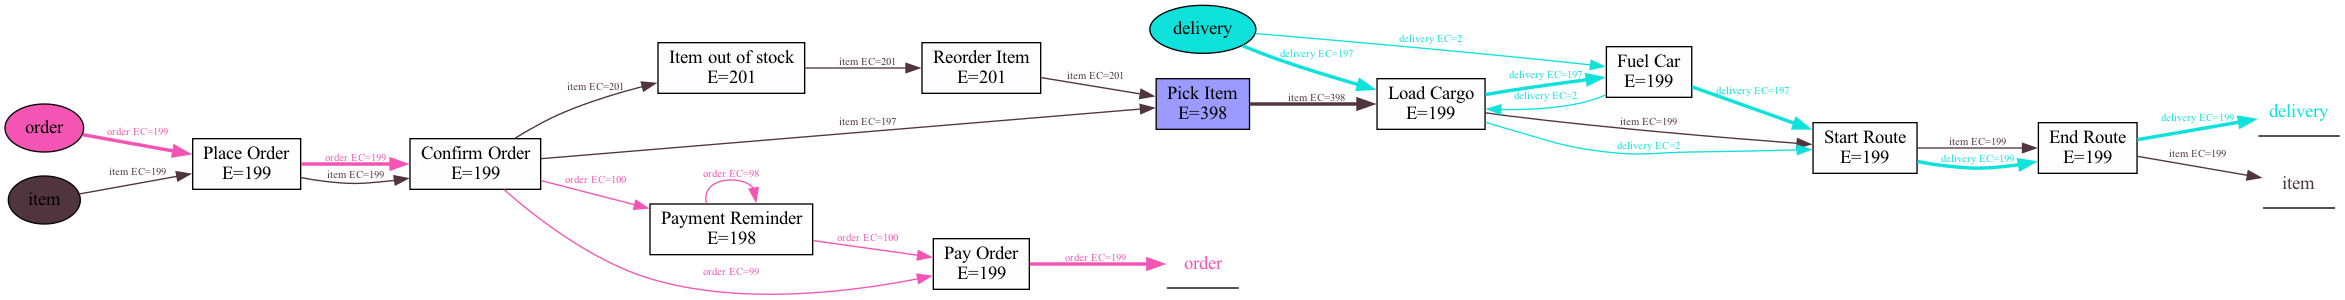 order
item
order EC=199
item EC=199
Place Order
E=199
order EC=199
item EC=199
Confirm Order
E=199
item EC=201
item EC=197
order EC=100
order EC=99
Item out of stock
E=201
item EC=201
Reorder Item
E=201
item EC=201
order EC=98
Payment Reminder
E=198
order EC=100
Pay Order
E=199
order EC=199
order
delivery
delivery EC=197
delivery EC=2
Pick Item
E=398
item EC=398
Load Cargo
E=199
delivery EC=197
delivery EC=2
item EC=199
delivery EC=2
Fuel Car
E=199
delivery EC=197
Start Route
E=199
item EC=199
delivery EC=199
End Route
E=199
delivery EC=199
item EC=199
delivery
item